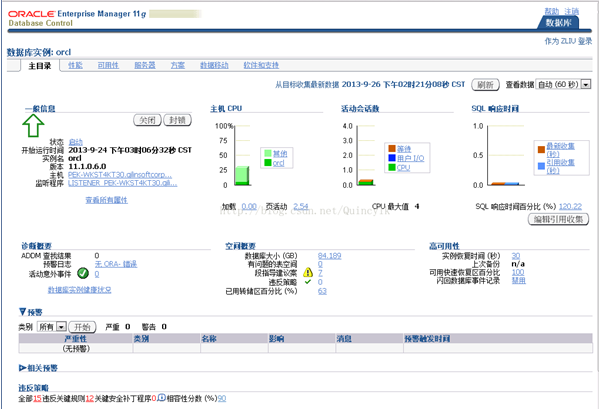 ORACLE Enterprise Manager 11g
Database Control
帮助 注销
数据库
作为 ZLIU 登录
数据库实例: orcl
主目录 性能 可用性 服务器 方案 数据移动 软件和支持
从目标收集最新数据 2013-9-26 下午02时21分08秒 CST 刷新 查看数据 自动 (60 秒)
一般信息
关闭 封锁
状态 启动
开始运行时间 2013-9-24 下午03时06分32秒 CST
实例名 orcl
版本 11.1.0.6.0
主机 PEK-WKST4KT30.qilinsoftcorp...
监听程序 LISTENER_PEK-WKST4KT30.qili...
查看所有属性
主机 CPU
100%
75
50
25
0
其他
orcl
加载 0.00 页活动 2.54
活动会话数
4.0
3.0
2.0
1.0
0.0
等待
用户 I/O
CPU
CPU 最大值 4
SQL 响应时间
1.0
0.5
0.0
最新收集 (秒)
引用收集 (秒)
SQL 响应时间百分比 (%) 120.22
编辑引用收集
http://blog.csdn.net/Quincylk
诊断概要
ADDM 查找结果 0
预警日志 无 ORA- 错误
活动意外事件 0
数据库实例健康状况
空间概要
数据库大小 (GB) 84.189
有问题的表空间 0
段指导建议案 7
违反策略 0
已用转储区百分比 (%) 63
高可用性
实例恢复时间 (秒) 30
上次备份 n/a
可用快速恢复区百分比 100
闪回数据库事件记录 禁用
预警
类别 所有 开始 严重 0 警告 0
严重性 类别 名称 影响 消息 预警触发时间
(无预警)
相关预警
违反策略
全部 15 违反关键规则 12 关键安全补丁程序 0 相容性分数 (%) 90